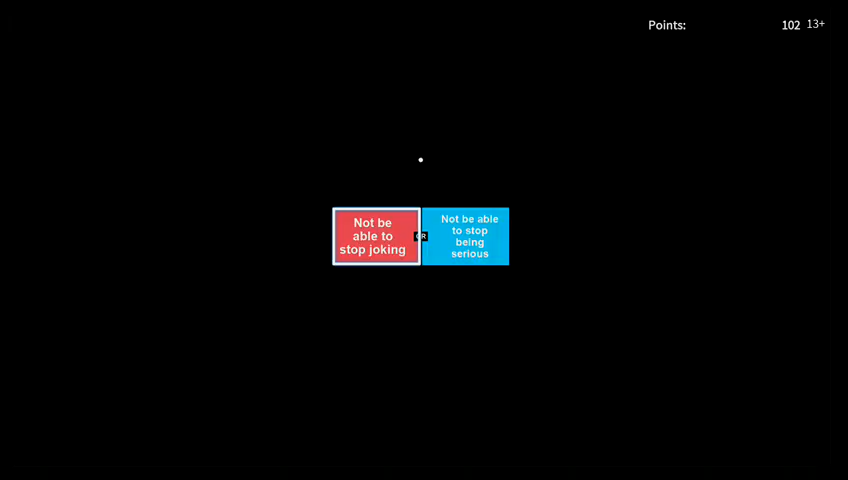 Points: 102 13+
Not be
able to
stop joking
OR
Not be able
to stop
being
serious